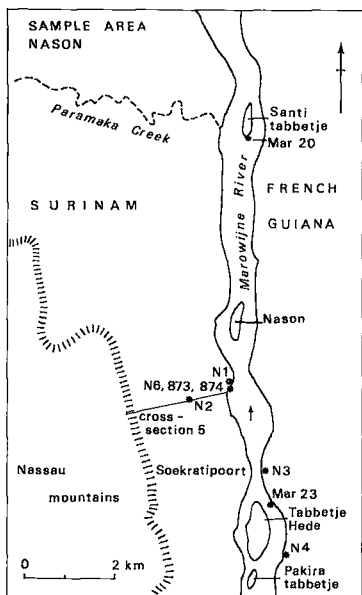 SAMPLE AREA
NASON
Paramaka Creek
Santi
tabbetje
Mar 20
Marowijne River
FRENCH
GUIANA
SURINAM
Nason
N1
N6, 873, 874
N2
cross-
section 5
Nassau
mountains
Soekratipoort
N3
Mar 23
Tabbetje
Hede
N4
Pakira
tabbetje
0 2 km